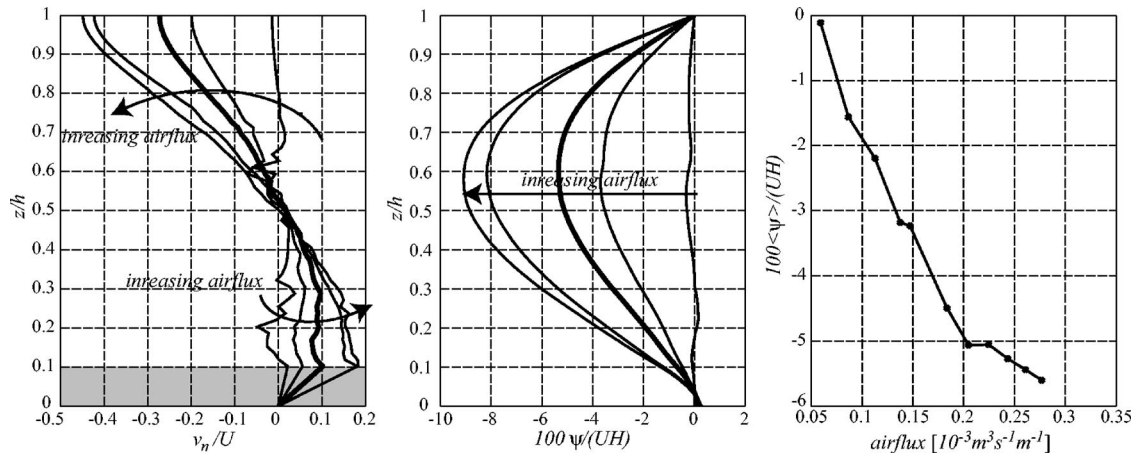 1
0.9
0.8
0.7
0.6
0.5
0.4
0.3
0.2
0.1
0
z/h
inreasing airflux
inreasing airflux
-0.5 -0.4 -0.3 -0.2 -0.1 0 0.1 0.2
v_n/U
1
0.9
0.8
0.7
0.6
0.5
0.4
0.3
0.2
0.1
0
z/h
inreasing airflux
-10 -8 -6 -4 -2 0 2
100 ψ/(UH)
0
-1
-2
-3
-4
-5
-6
100<ψ>/(UH)
0.05 0.1 0.15 0.2 0.25 0.3 0.35
airflux [10⁻³m³s⁻¹m⁻¹]